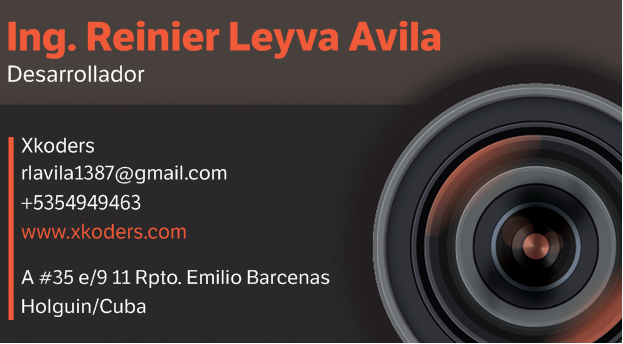 Ing. Reinier Leyva Avila
Desarrollador
Xkoders
rlavila1387@gmail.com
+5354949463
www.xkoders.com
A #35 e/9 11 Rpto. Emilio Barcenas
Holguin/Cuba